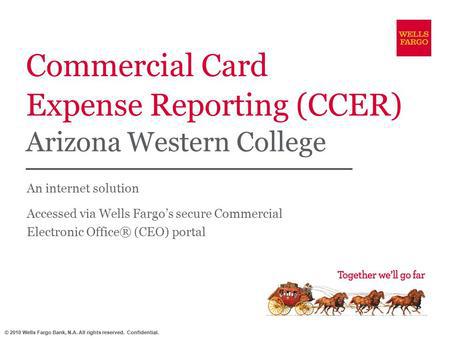 WELLS
FARGO
Commercial Card
Expense Reporting (CCER)
Arizona Western College
An internet solution
Accessed via Wells Fargo’s secure Commercial
Electronic Office® (CEO) portal
Together we'll go far
© 2010 Wells Fargo Bank, N.A. All rights reserved. Confidential.